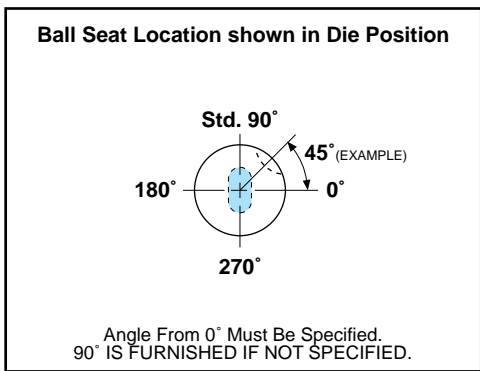 Ball Seat Location shown in Die Position
Std. 90˚
45˚(EXAMPLE)
180˚
0˚
270˚
Angle From 0˚ Must Be Specified.
90˚ IS FURNISHED IF NOT SPECIFIED.